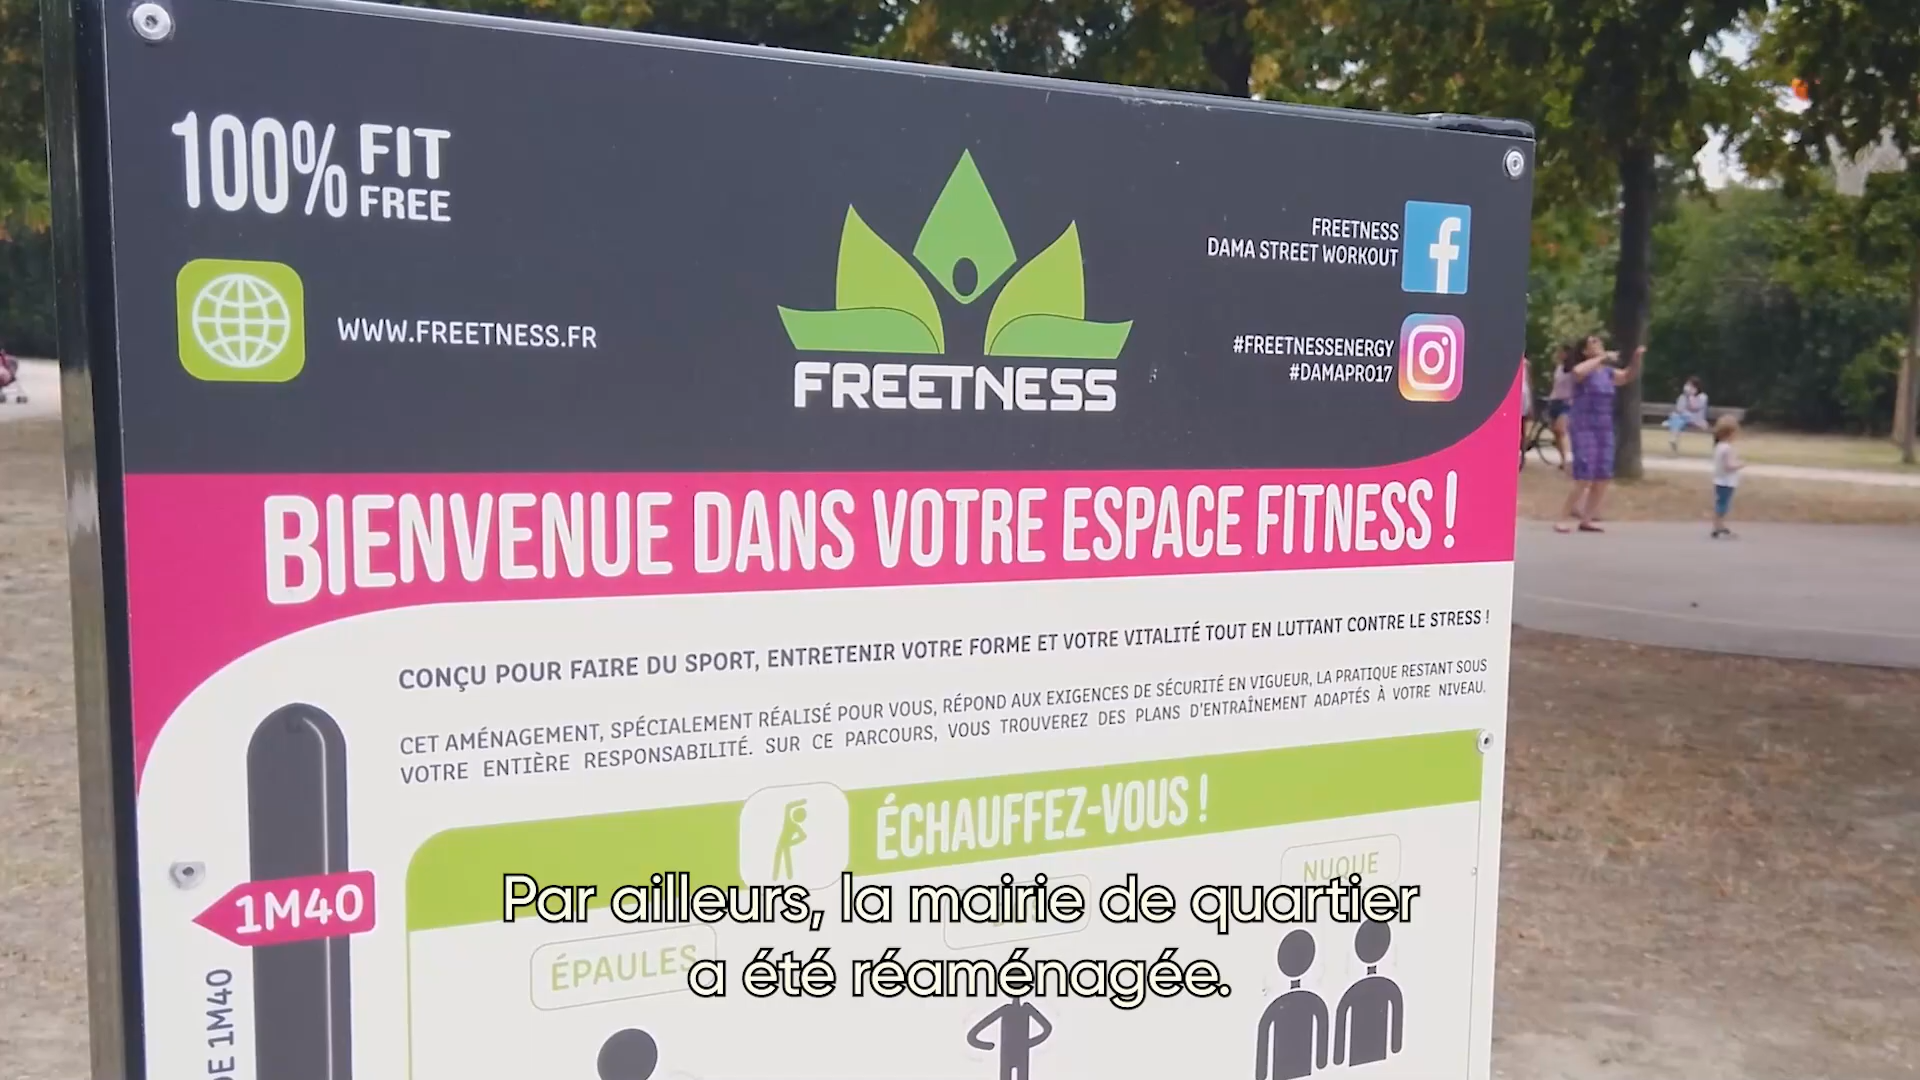 100% FIT
FREE
WWW.FREETNESS.FR
FREETNESS
FREETNESS
DAMA STREET WORKOUT
#FREETNESSENERGY
#DAMAPRO17
BIENVENUE DANS VOTRE ESPACE FITNESS !
CONÇU POUR FAIRE DU SPORT, ENTRETENIR VOTRE FORME ET VOTRE VITALITÉ TOUT EN LUTTANT CONTRE LE STRESS !
CET AMÉNAGEMENT, SPÉCIALEMENT RÉALISÉ POUR VOUS, RÉPOND AUX EXIGENCES DE SÉCURITÉ EN VIGUEUR, LA PRATIQUE RESTANT SOUS
VOTRE ENTIÈRE RESPONSABILITÉ. SUR CE PARCOURS, VOUS TROUVEREZ DES PLANS D'ENTRAÎNEMENT ADAPTÉS À VOTRE NIVEAU.
ÉCHAUFFEZ-VOUS !
1M40
DE 1M40
ÉPAULES
NUQUE
Par ailleurs, la mairie de quartier
a été réaménagée.